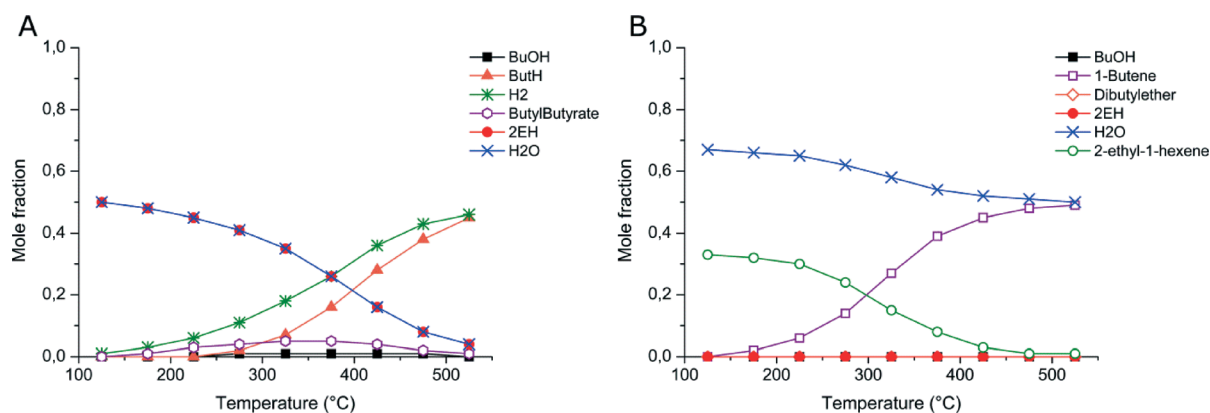 A
1,0
0,8
0,6
0,4
0,2
0,0
Mole fraction
100
200
300
400
500
Temperature (°C)
BuOH
ButH
H2
ButylButyrate
2EH
H2O
B
1,0
0,8
0,6
0,4
0,2
0,0
Mole fraction
100
200
300
400
500
Temperature (°C)
BuOH
1-Butene
Dibutylether
2EH
H2O
2-ethyl-1-hexene